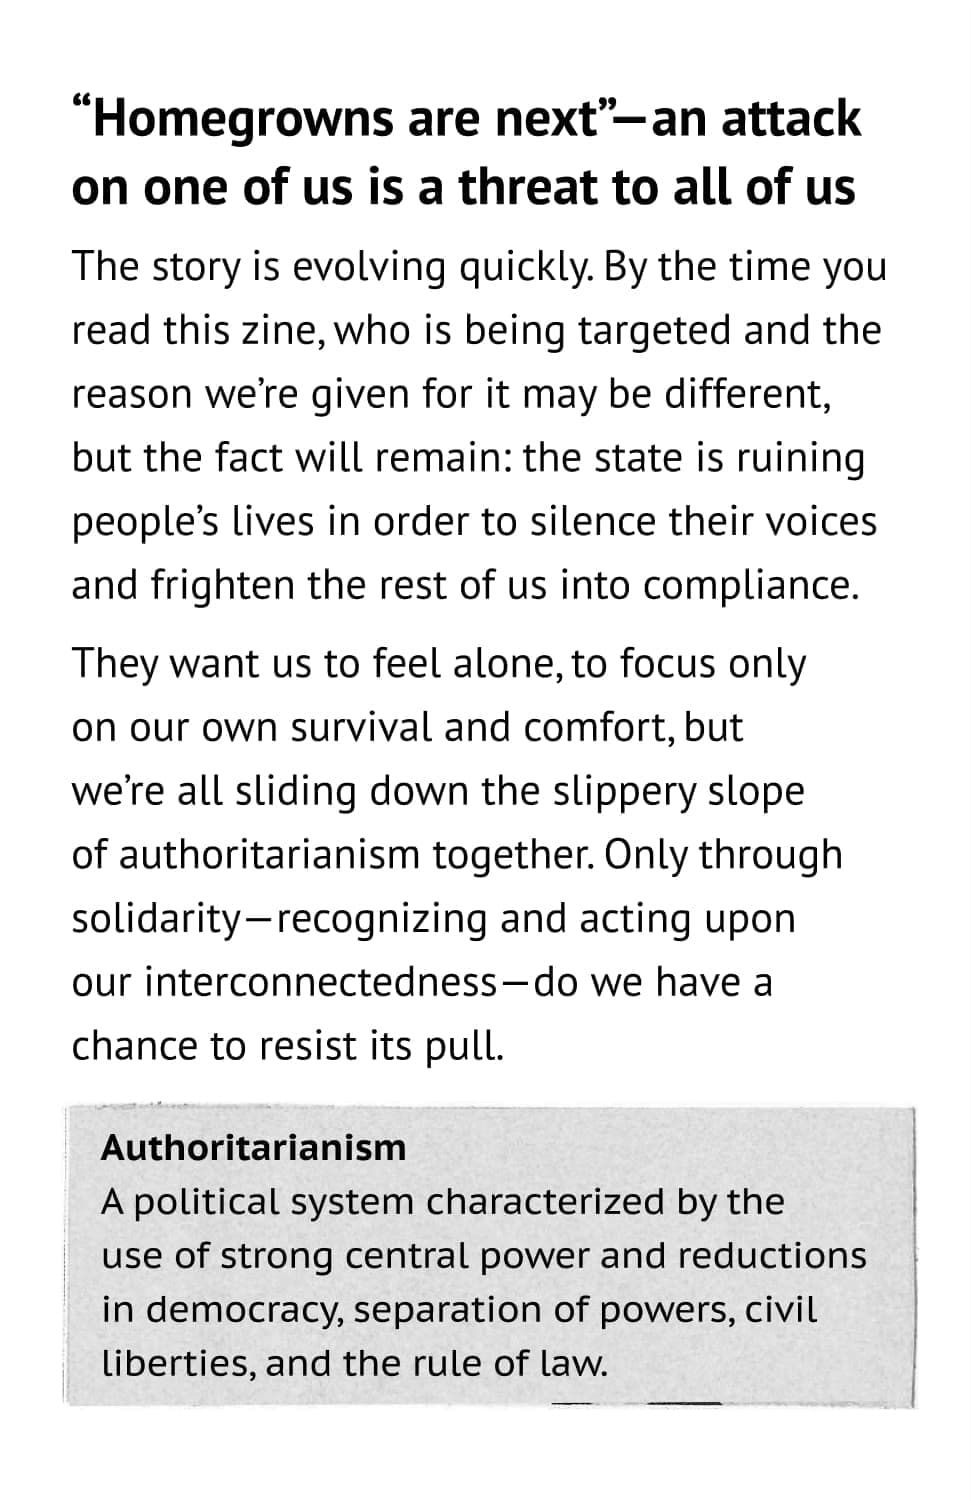 “Homegrowns are next”—an attack
on one of us is a threat to all of us
The story is evolving quickly. By the time you
read this zine, who is being targeted and the
reason we’re given for it may be different,
but the fact will remain: the state is ruining
people’s lives in order to silence their voices
and frighten the rest of us into compliance.
They want us to feel alone, to focus only
on our own survival and comfort, but
we’re all sliding down the slippery slope
of authoritarianism together. Only through
solidarity—recognizing and acting upon
our interconnectedness—do we have a
chance to resist its pull.
Authoritarianism
A political system characterized by the
use of strong central power and reductions
in democracy, separation of powers, civil
liberties, and the rule of law.